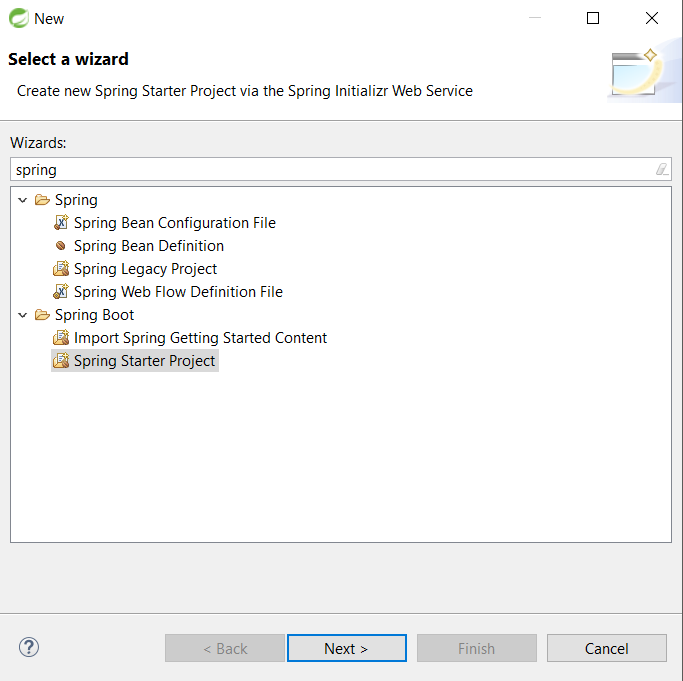 New
Select a wizard
Create new Spring Starter Project via the Spring Initializr Web Service
Wizards:
spring
Spring
Spring Bean Configuration File
Spring Bean Definition
Spring Legacy Project
Spring Web Flow Definition File
Spring Boot
Import Spring Getting Started Content
Spring Starter Project
?
< Back
Next >
Finish
Cancel